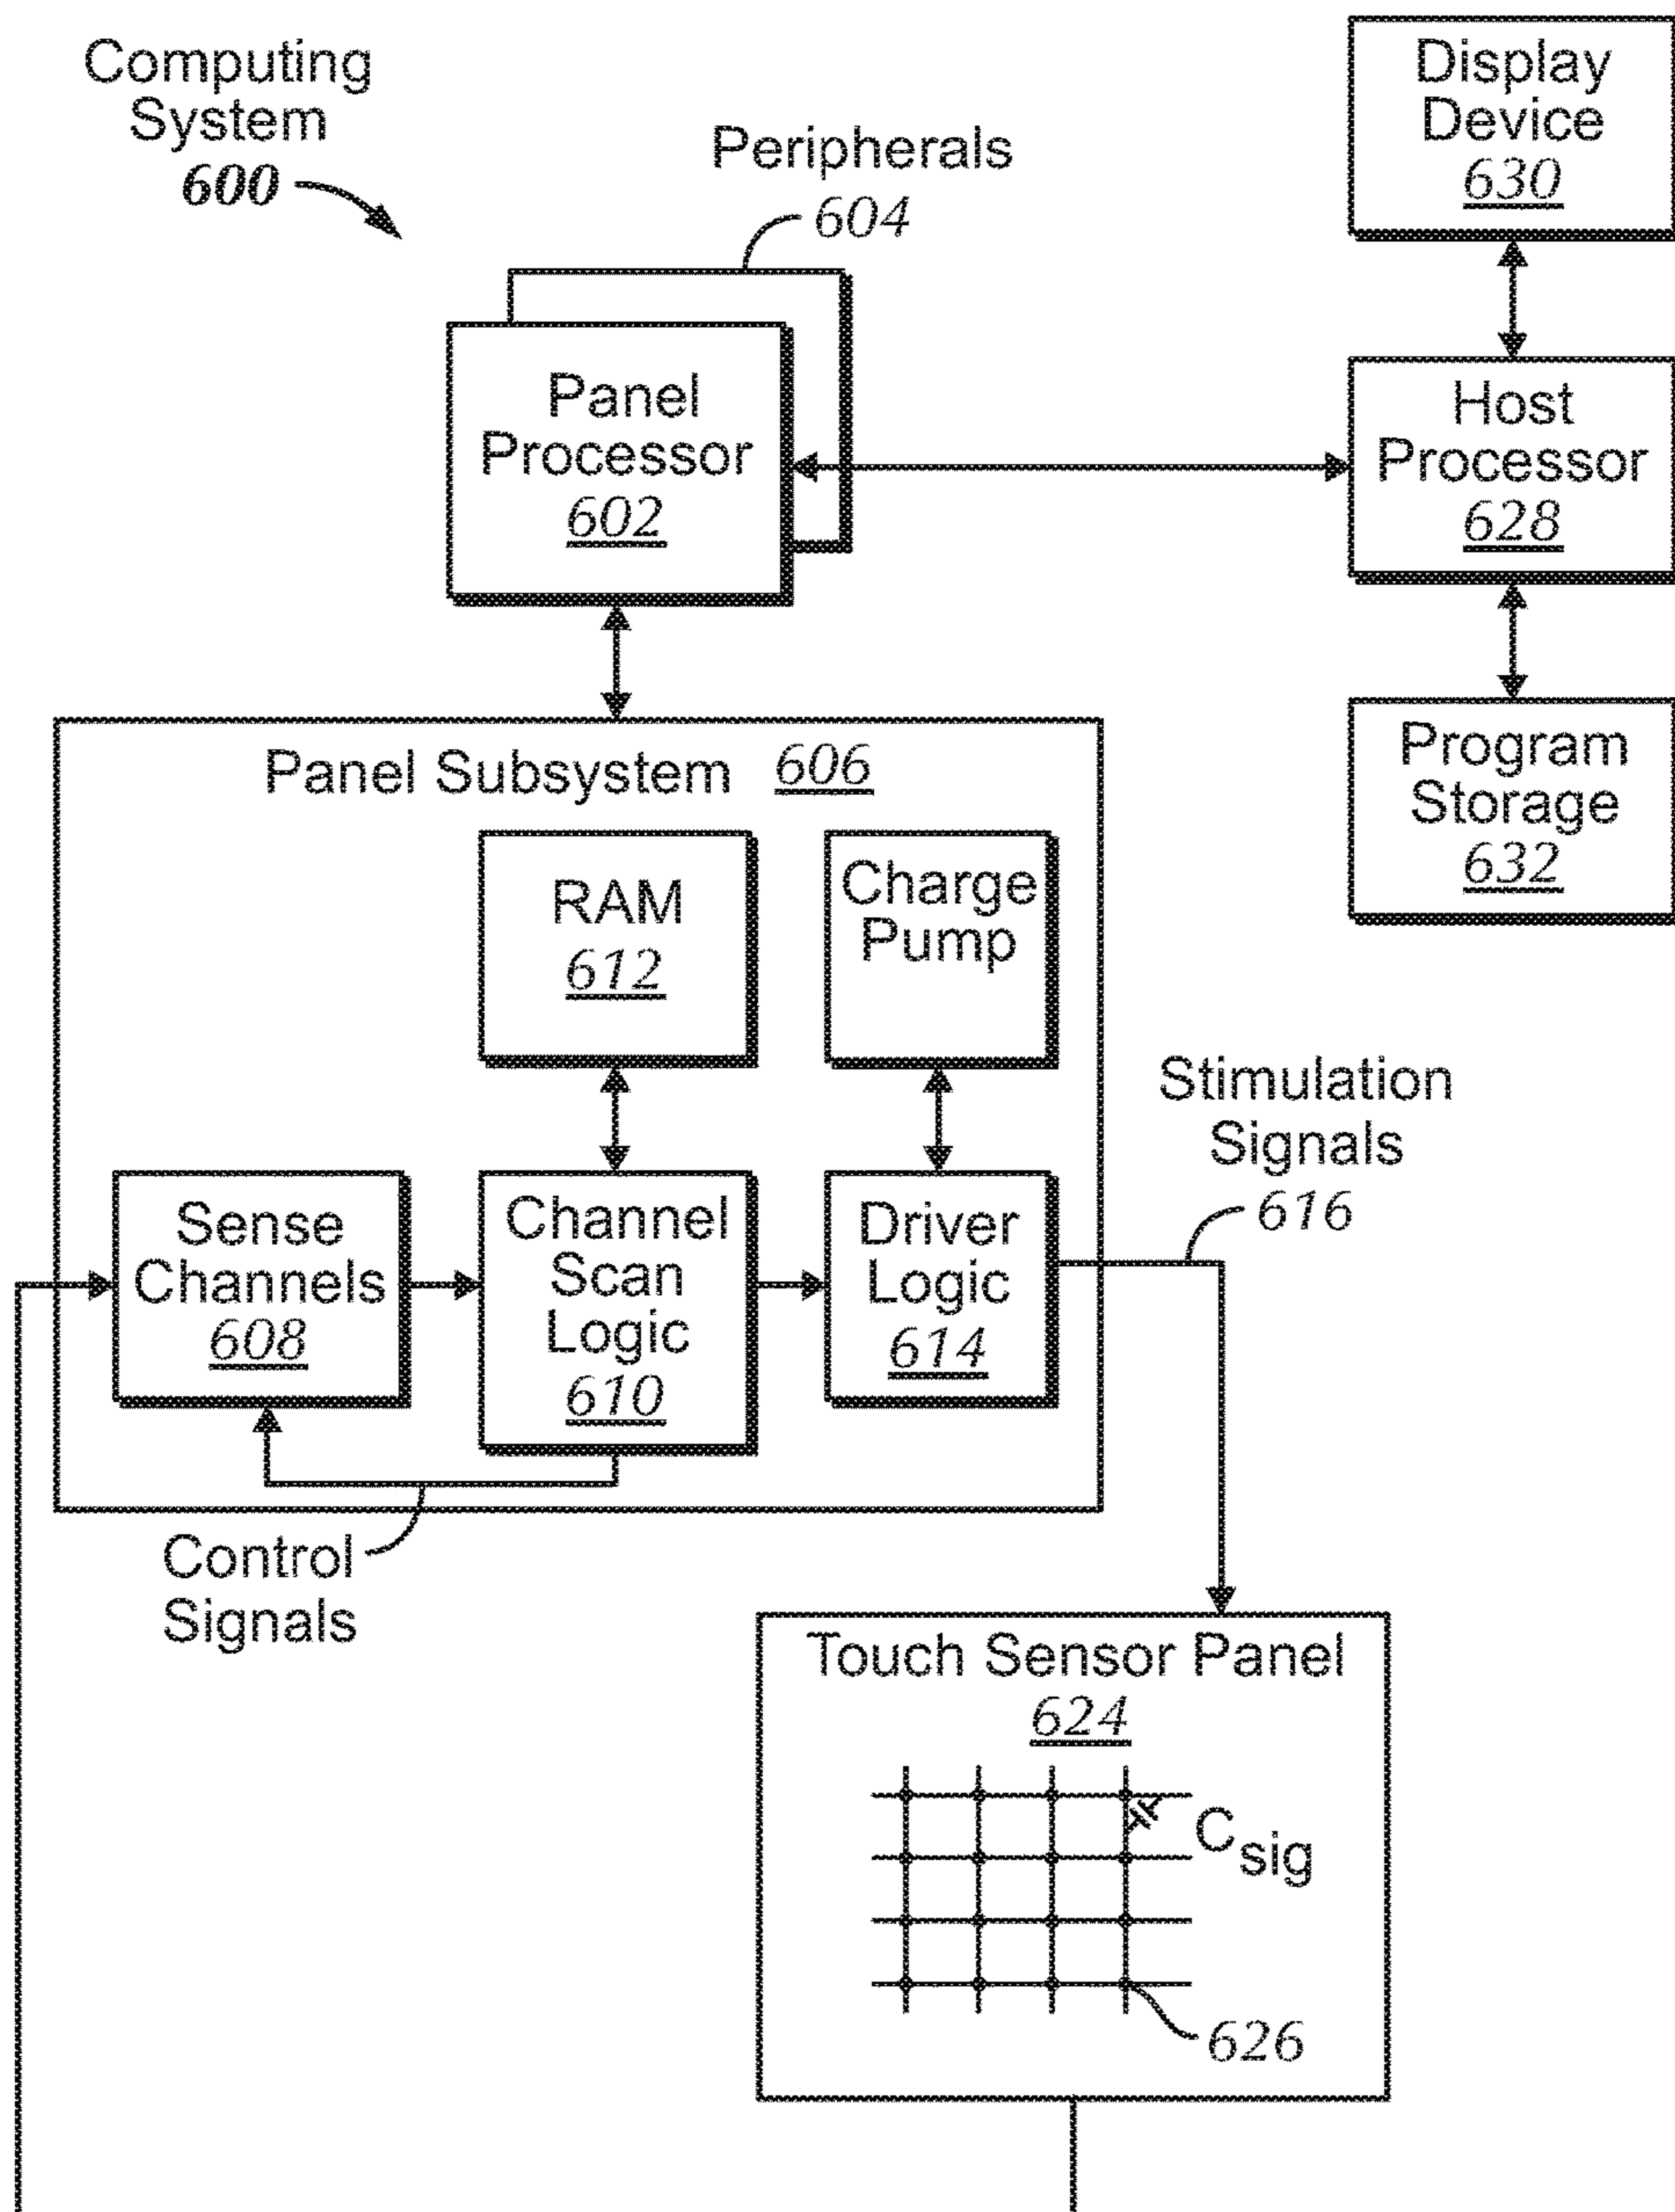 Computing
System
600
Peripherals
604
Display
Device
630
Panel
Processor
602
Host
Processor
628
Program
Storage
632
Panel Subsystem 606
RAM
612
Charge
Pump
Stimulation
Signals
616
Sense
Channels
608
Channel
Scan
Logic
610
Driver
Logic
614
Control
Signals
Touch Sensor Panel
624
Csig
626